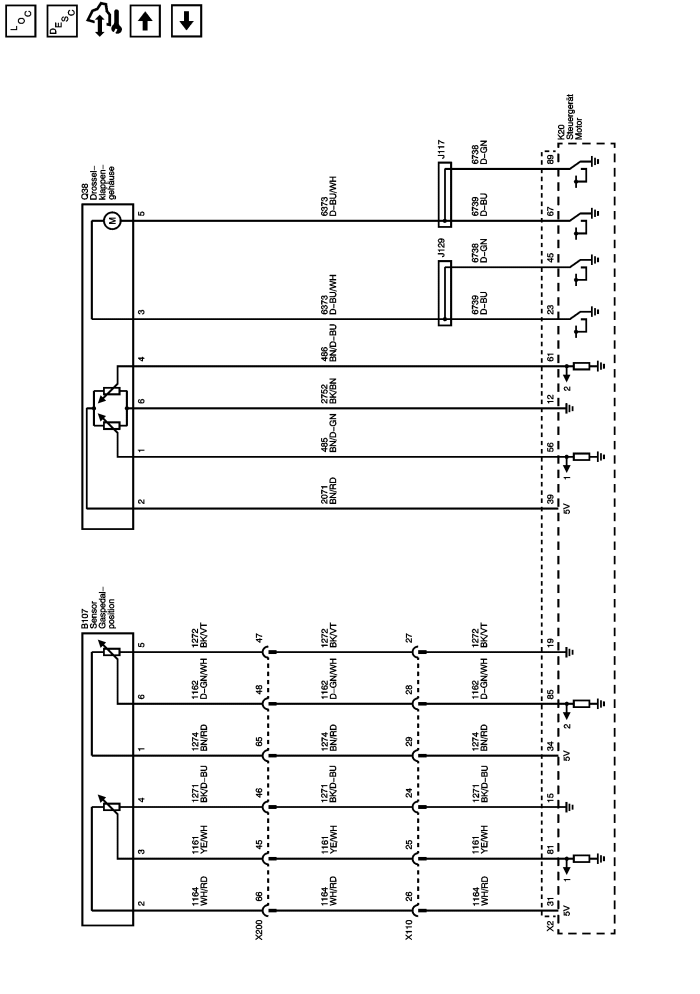 LOC
DESC
Q38
Drossel–
klappen–
gehäuse
M
5
3
4
6
1
2
6373
D–BU/WH
6373
D–BU/WH
486
BN/D–BU
2752
BK/BN
485
BN/D–GN
2071
BN/RD
J117
J129
6738
D–GN
6739
D–BU
6738
D–GN
6739
D–BU
K20
Steuergerät
Motor
89
67
45
23
61
12
56
39
2
1
5V
B107
Sensor
Gaspedal–
position
5
6
1
4
3
2
1272
BK/VT
1162
D–GN/WH
1274
BN/RD
1271
BK/D–BU
1161
YE/WH
1164
WH/RD
47
48
65
46
45
66
X200
1272
BK/VT
1162
D–GN/WH
1274
BN/RD
1271
BK/D–BU
1161
YE/WH
1164
WH/RD
27
28
29
24
25
26
X110
1272
BK/VT
1162
D–GN/WH
1274
BN/RD
1271
BK/D–BU
1161
YE/WH
1164
WH/RD
19
85
34
15
81
31
X2
2
5V
1
5V